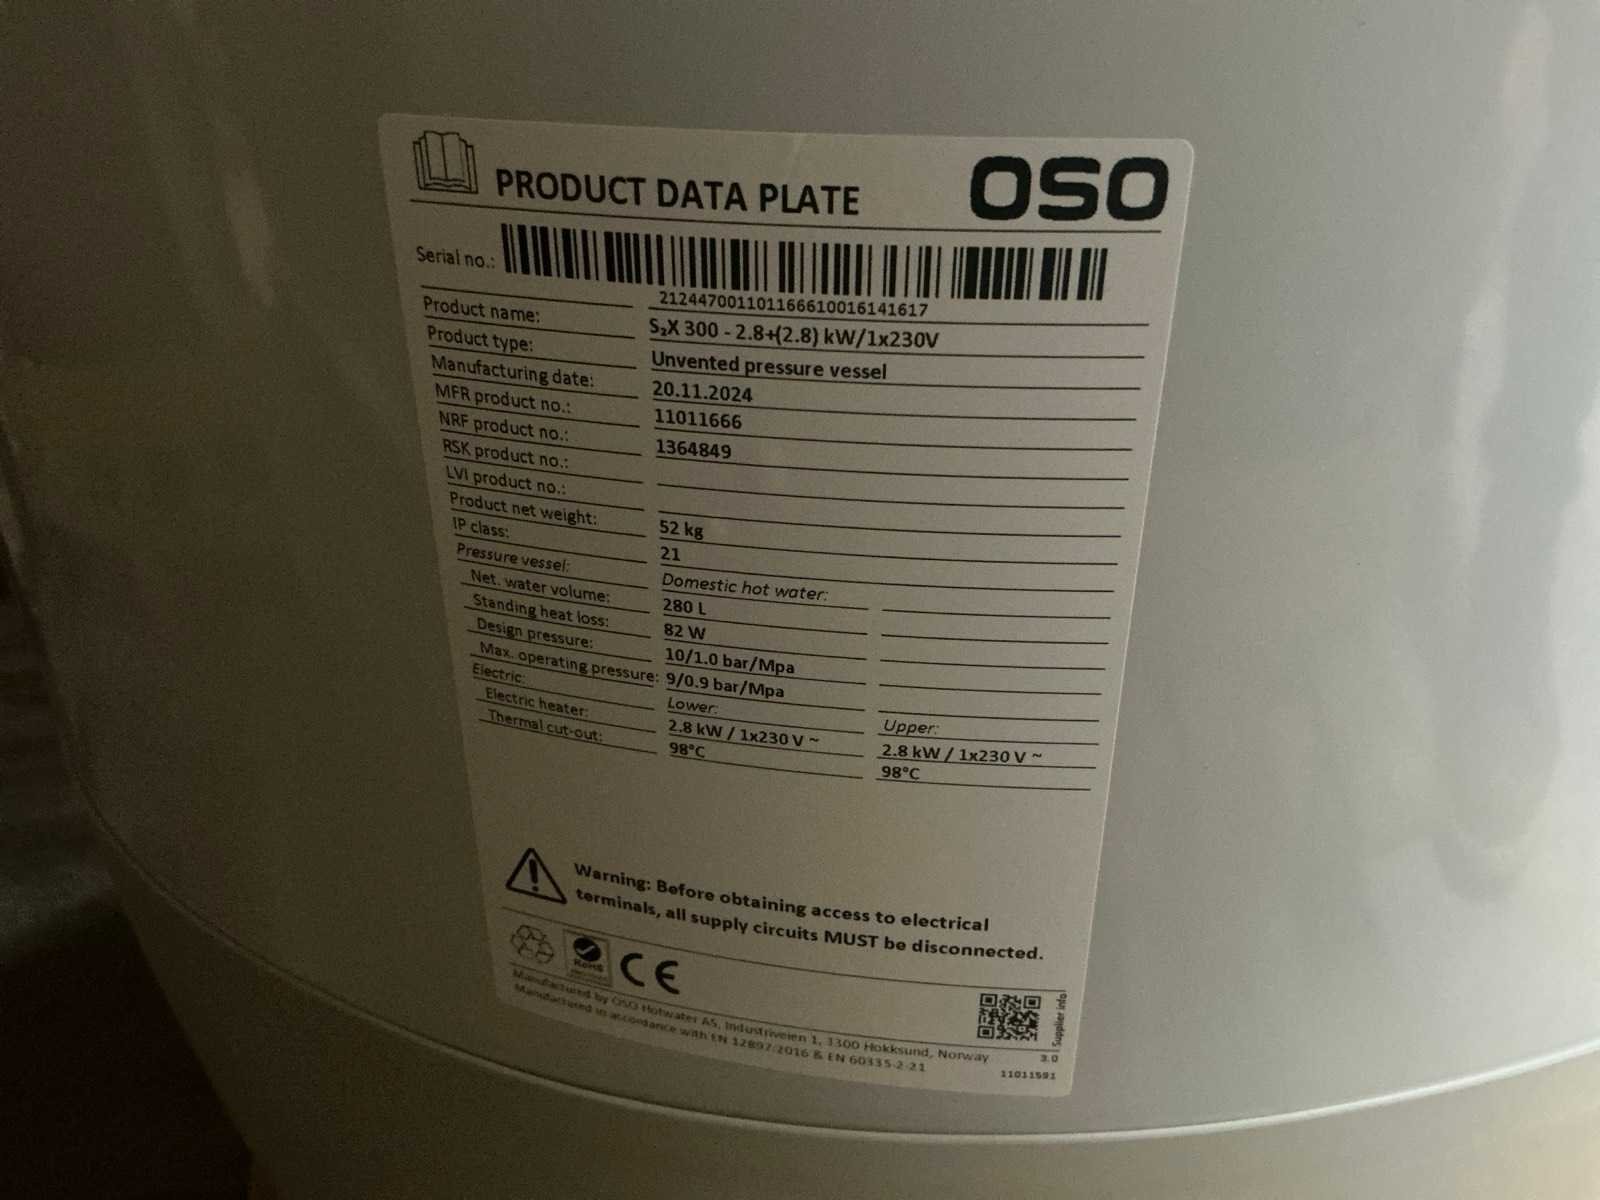 PRODUCT DATA PLATE OSO
Serial no.:
21244700110116661001614​1617
Product name: S₂X 300 - 2.8+(2.8) kW/1x230V
Product type: Unvented pressure vessel
Manufacturing date: 20.11.2024
MFR product no.: 11011666
NRF product no.: 1364849
RSK product no.:
LVI product no.:
Product net weight: 52 kg
IP class: 21
Pressure vessel: Domestic hot water:
Net. water volume: 280 L
Standing heat loss: 82 W
Design pressure: 10/1.0 bar/Mpa
Max. operating pressure: 9/0.9 bar/Mpa
Electric: Lower: Upper:
Electric heater: 2.8 kW / 1x230 V ~ 2.8 kW / 1x230 V ~
Thermal cut-out: 98°C 98°C
Warning: Before obtaining access to electrical
terminals, all supply circuits MUST be disconnected.
RoHS
CE
Supplier info
Manufactured by OSO Hotwater AS, Industriveien 1, 3300 Hokksund, Norway
Manufactured in accordance with EN 12897:2016 & EN 60335-2-21
3.0
11011591